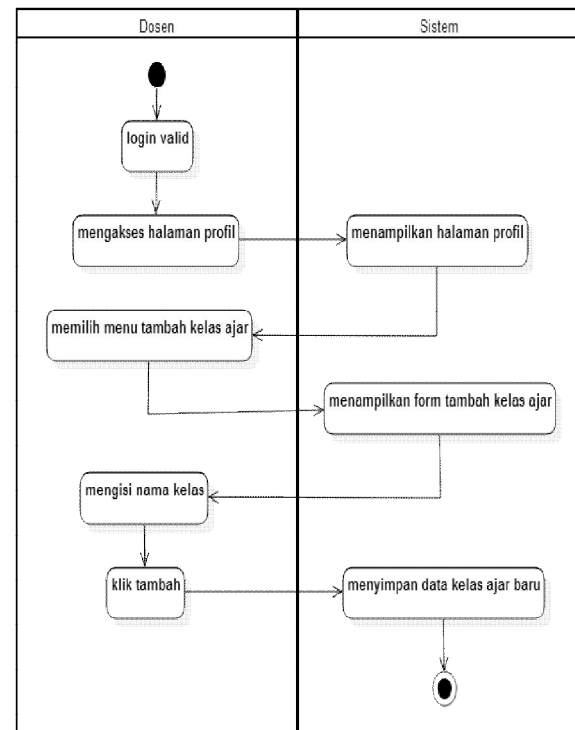 Dosen
Sistem
login valid
mengakses halaman profil
menampilkan halaman profil
memilih menu tambah kelas ajar
menampilkan form tambah kelas ajar
mengisi nama kelas
klik tambah
menyimpan data kelas ajar baru